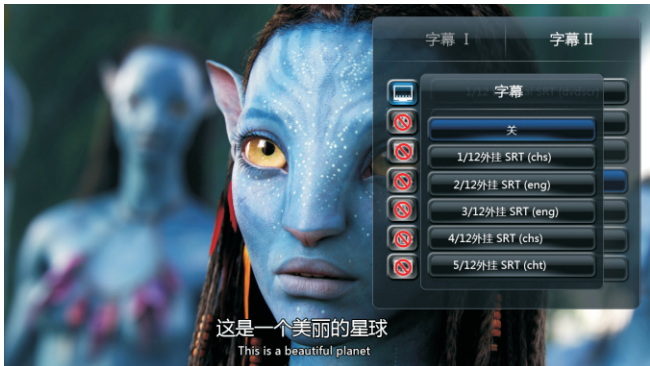 字幕 I
字幕 II
字幕
关
1/12外挂 SRT (chs)
2/12外挂 SRT (eng)
3/12外挂 SRT (eng)
4/12外挂 SRT (chs)
5/12外挂 SRT (cht)
这是一个美丽的星球
This is a beautiful planet